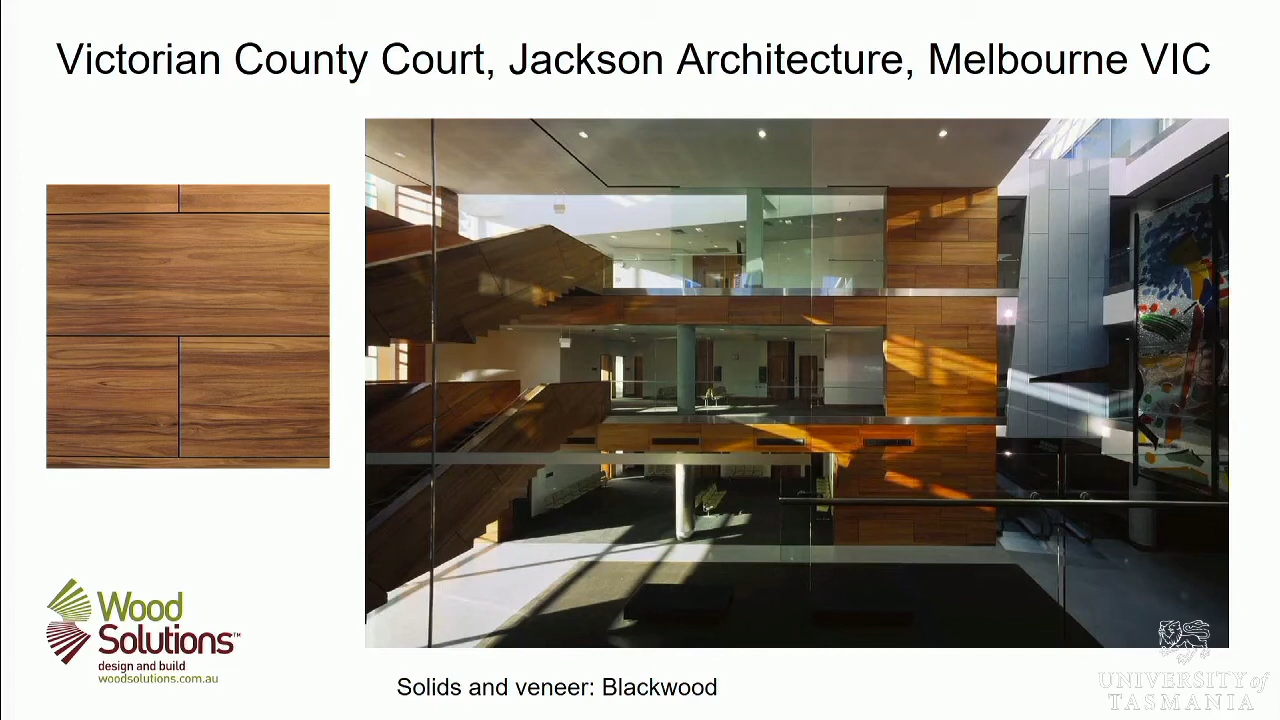 Victorian County Court, Jackson Architecture, Melbourne VIC
Wood
Solutions™
design and build
woodsolutions.com.au
Solids and veneer: Blackwood
UNIVERSITY of
TASMANIA